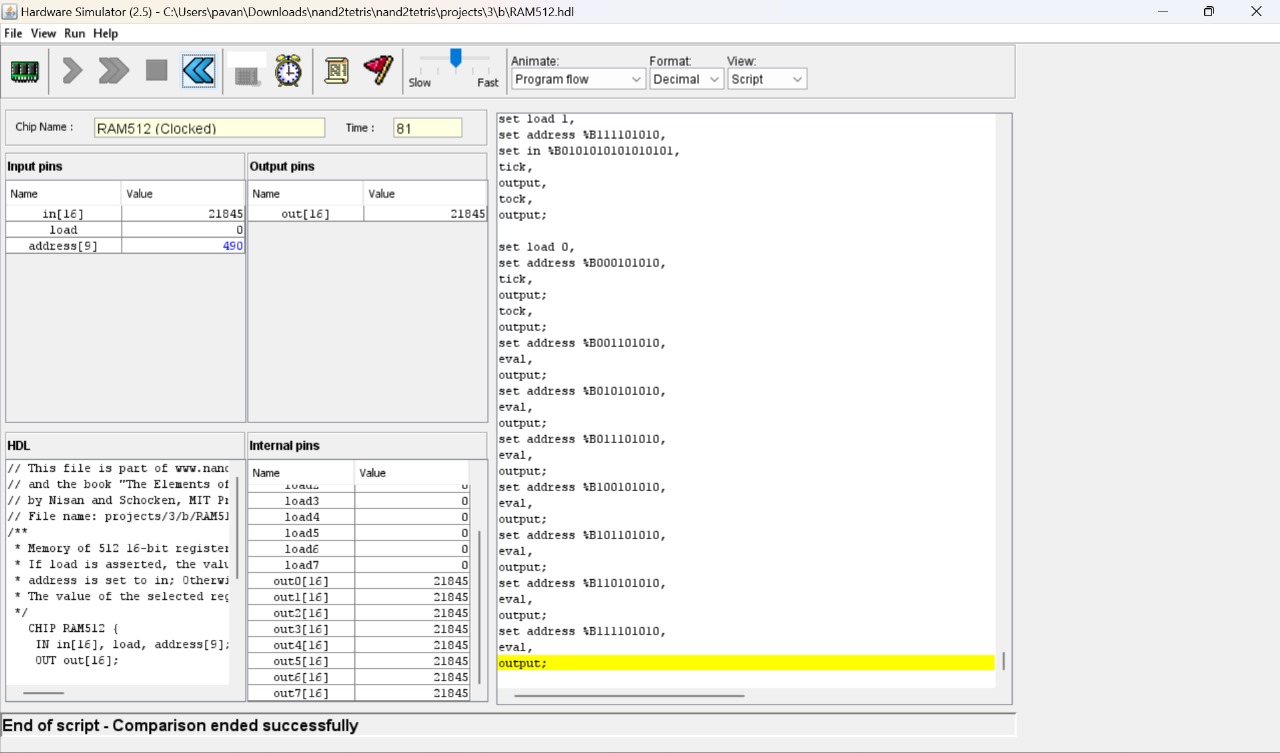 Hardware Simulator (2.5) - C:\Users\pavan\Downloads\nand2tetris\nand2tetris\projects\3\b\RAM512.hdl
File View Run Help
Slow Fast
Animate: Format: View:
Program flow Decimal Script
Chip Name : RAM512 (Clocked) Time : 81
Input pins
Name Value
in[16] 21845
load 0
address[9] 490
Output pins
Name Value
out[16] 21845
HDL
// This file is part of www.nand
// and the book "The Elements of
// by Nisan and Schocken, MIT Pr
// File name: projects/3/b/RAM51
/**
* Memory of 512 16-bit register
* If load is asserted, the valu
* address is set to in; Otherwi
* The value of the selected reg
*/
CHIP RAM512 {
IN in[16], load, address[9];
OUT out[16];
Internal pins
Name Value
load2 0
load3 0
load4 0
load5 0
load6 0
load7 0
out0[16] 21845
out1[16] 21845
out2[16] 21845
out3[16] 21845
out4[16] 21845
out5[16] 21845
out6[16] 21845
out7[16] 21845
set load 1,
set address %B111101010,
set in %B0101010101010101,
tick,
output,
tock,
output;
set load 0,
set address %B000101010,
tick,
output;
tock,
output;
set address %B001101010,
eval,
output;
set address %B010101010,
eval,
output;
set address %B011101010,
eval,
output;
set address %B100101010,
eval,
output;
set address %B101101010,
eval,
output;
set address %B110101010,
eval,
output;
set address %B111101010,
eval,
output;
End of script - Comparison ended successfully